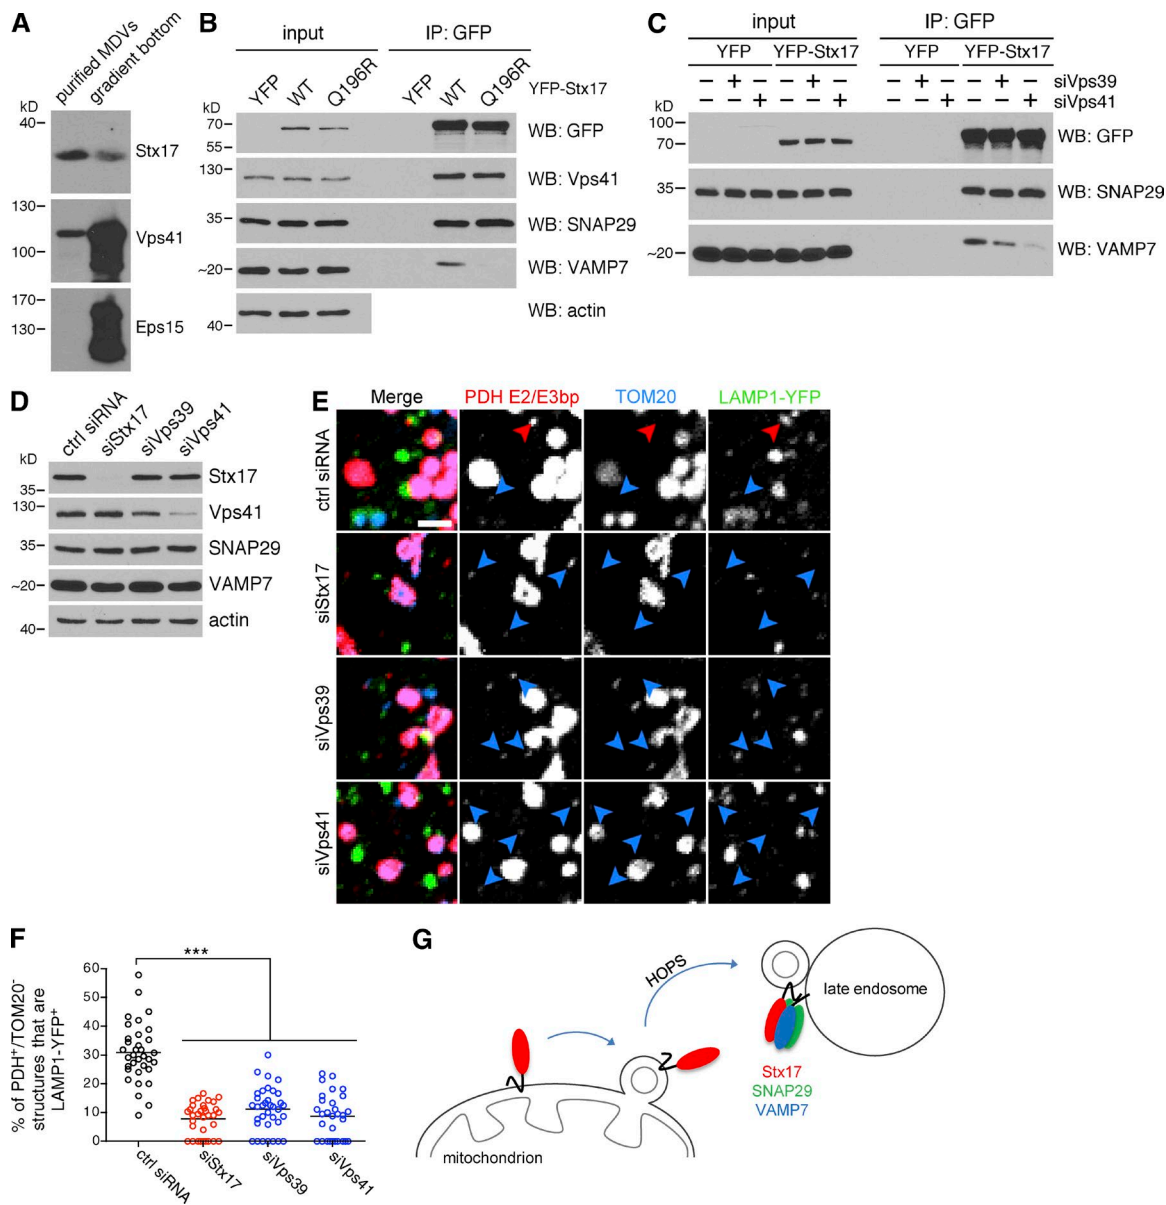 A
purified MDVs
gradient bottom
kD
40
Stx17
130
Vps41
100
170
Eps15
130
B
input
IP: GFP
YFP
WT
Q196R
YFP
WT
Q196R
YFP-Stx17
kD
70
WB: GFP
55
130
WB: Vps41
35
WB: SNAP29
~20
WB: VAMP7
WB: actin
40
C
input
IP: GFP
YFP
YFP-Stx17
YFP
YFP-Stx17
– + – – + – – + – – + – siVps39
kD
– – + – – + – – + – – + siVps41
100
WB: GFP
70
35
WB: SNAP29
~20
WB: VAMP7
D
ctrl siRNA
siStx17
siVps39
siVps41
kD
Stx17
35
130
Vps41
35
SNAP29
~20
VAMP7
actin
40
E
Merge
PDH E2/E3bp
TOM20
LAMP1-YFP
ctrl siRNA
siStx17
siVps39
siVps41
F
% of PDH⁺/TOM20⁻
structures that are
LAMP1-YFP⁺
***
60
50
40
30
20
10
0
ctrl siRNA
siStx17
siVps39
siVps41
G
HOPS
late endosome
Stx17
SNAP29
VAMP7
mitochondrion